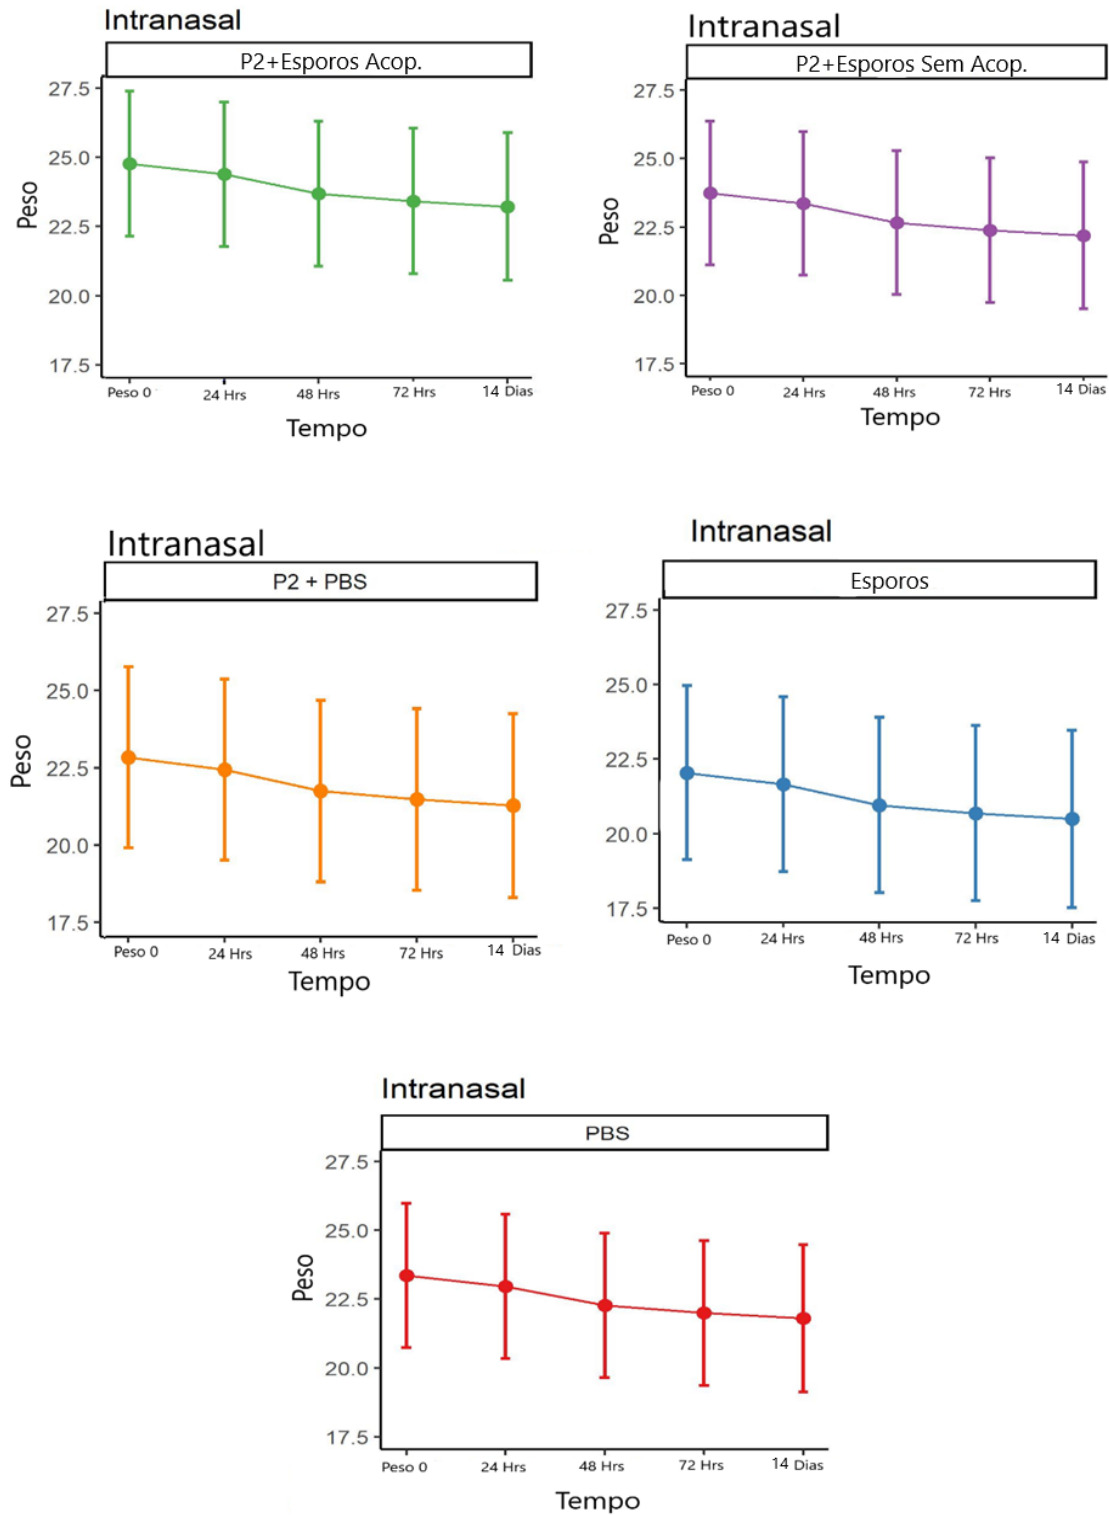 Intranasal
P2+Esporos Acop.
27.5
25.0
22.5
20.0
17.5
Peso
Peso 0 24 Hrs 48 Hrs 72 Hrs 14 Dias
Tempo
Intranasal
P2+Esporos Sem Acop.
27.5
25.0
22.5
20.0
17.5
Peso
Peso 0 24 Hrs 48 Hrs 72 Hrs 14 Dias
Tempo
Intranasal
P2 + PBS
27.5
25.0
22.5
20.0
17.5
Peso
Peso 0 24 Hrs 48 Hrs 72 Hrs 14 Dias
Tempo
Intranasal
Esporos
27.5
25.0
22.5
20.0
17.5
Peso 0 24 Hrs 48 Hrs 72 Hrs 14 Dias
Tempo
Intranasal
PBS
27.5
25.0
22.5
20.0
17.5
Peso
Peso 0 24 Hrs 48 Hrs 72 Hrs 14 Dias
Tempo